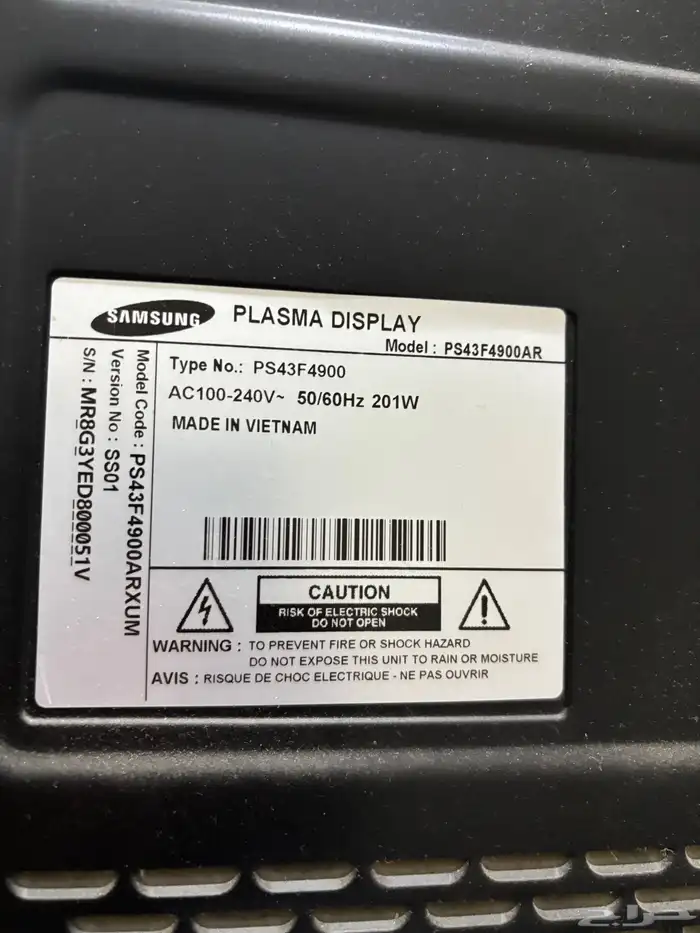 SAMSUNG PLASMA DISPLAY
Model : PS43F4900AR
Type No.: PS43F4900
AC100-240V~ 50/60Hz 201W
MADE IN VIETNAM
Model Code : PS43F4900ARXUM
Version No : SS01
S/N : MR8G3YED800051V
CAUTION
RISK OF ELECTRIC SHOCK
DO NOT OPEN
WARNING : TO PREVENT FIRE OR SHOCK HAZARD
DO NOT EXPOSE THIS UNIT TO RAIN OR MOISTURE
AVIS : RISQUE DE CHOC ELECTRIQUE - NE PAS OUVRIR
حراج